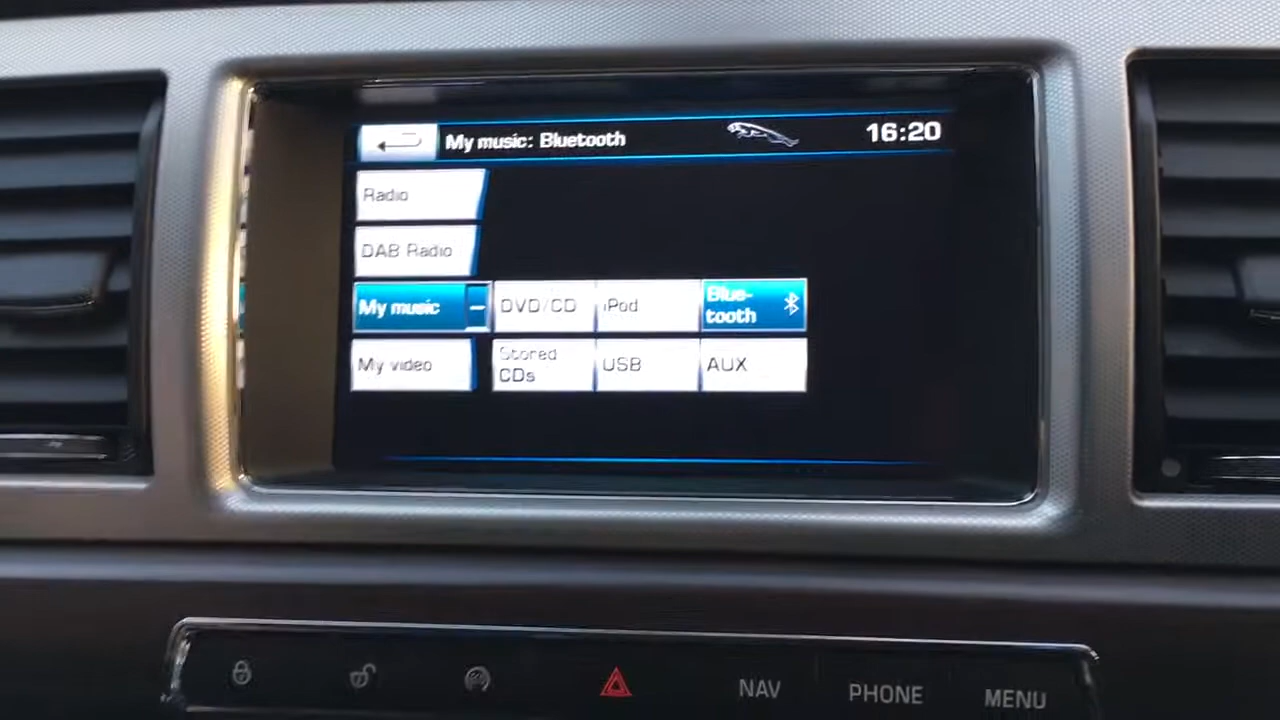 My music: Bluetooth
16:20
Radio
DAB Radio
My music
DVD/CD
iPod
Blue-
tooth
My video
Stored
CDs
USB
AUX
NAV
PHONE
MENU